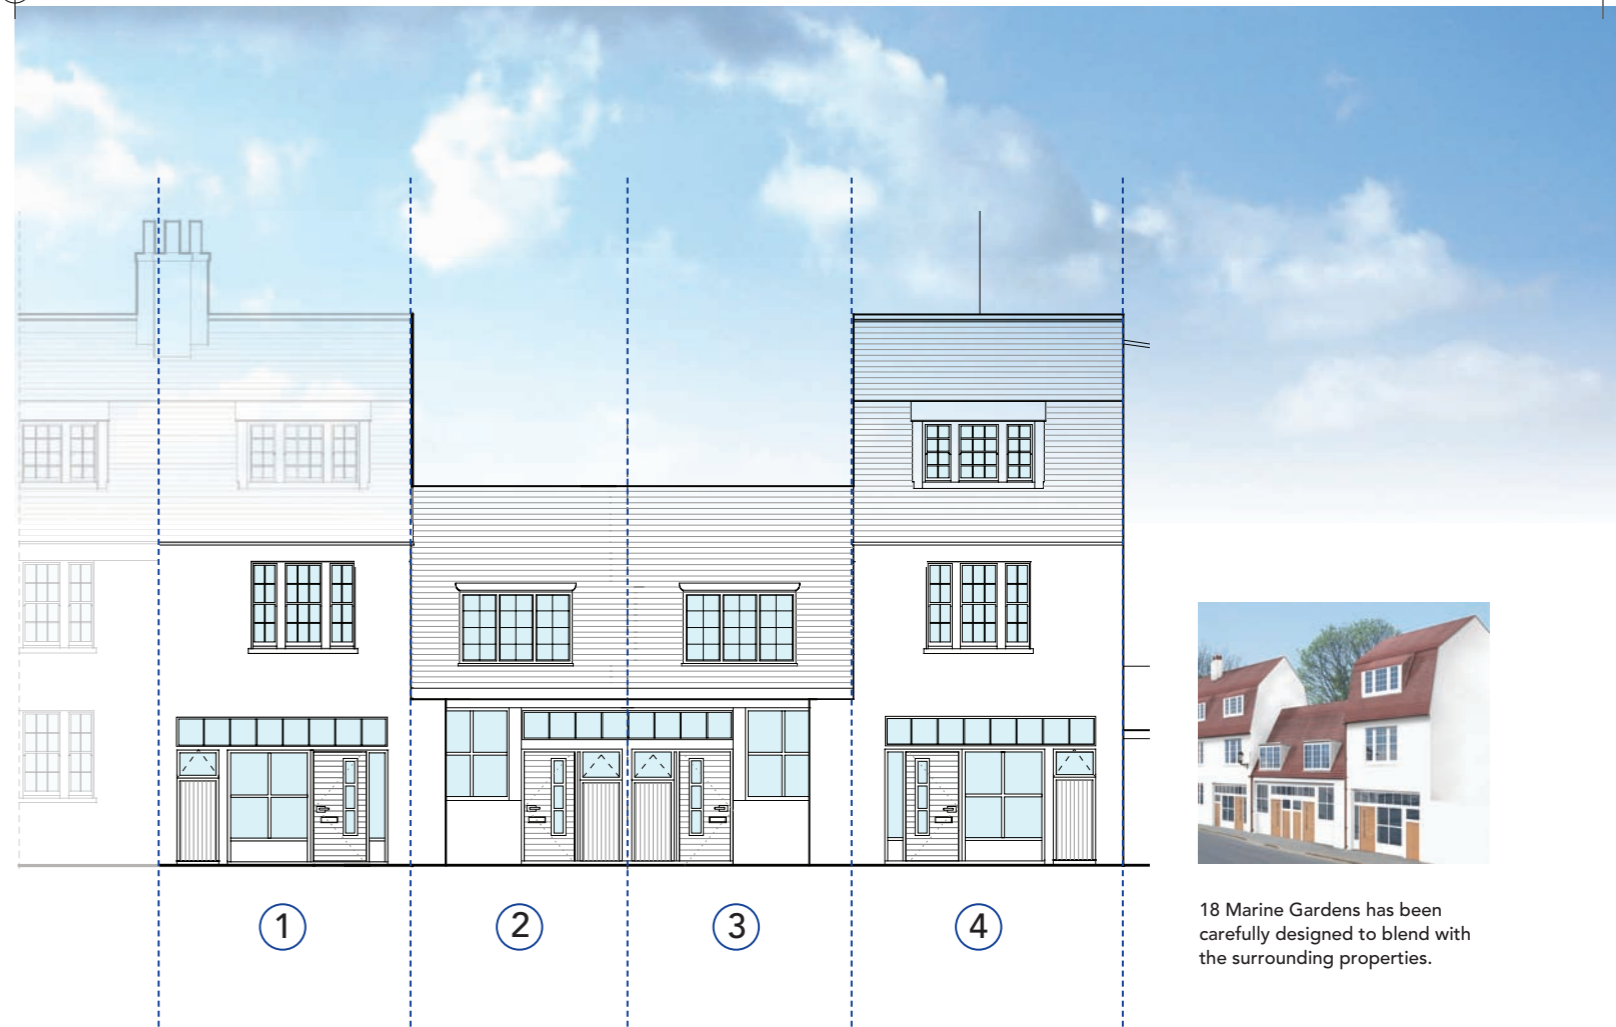 1 2 3 4
18 Marine Gardens has been
carefully designed to blend with
the surrounding properties.